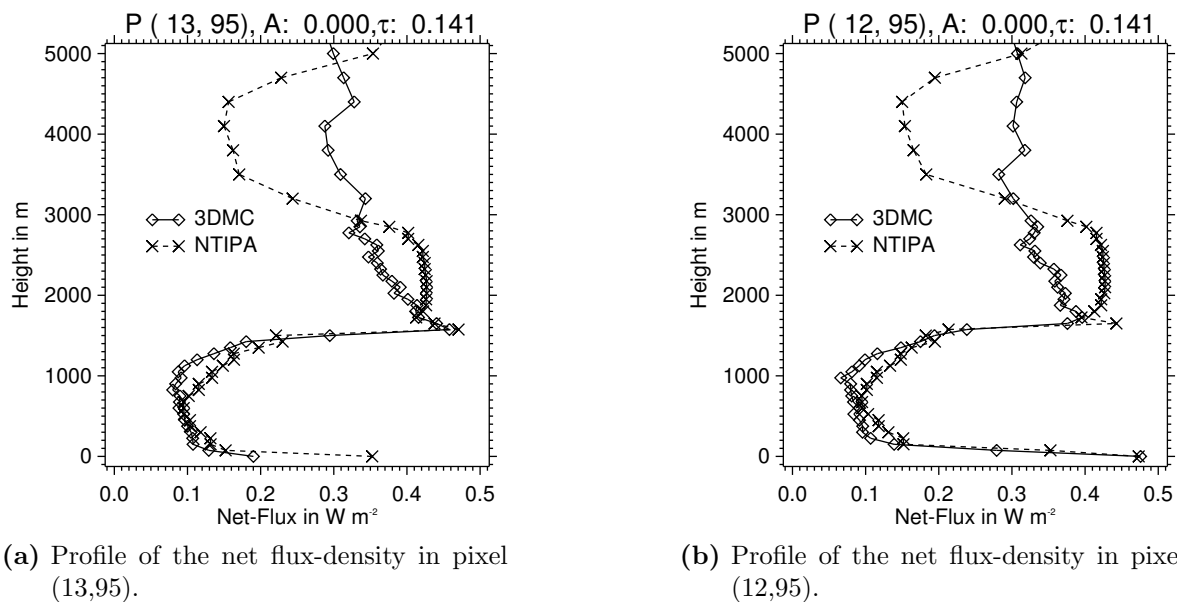 P ( 13, 95), A: 0.000,τ: 0.141
5000
4000
3000
2000
1000
0
Height in m
3DMC
NTIPA
0.0 0.1 0.2 0.3 0.4 0.5
Net-Flux in W m-2
(a) Profile of the net flux-density in pixel
(13,95).
P ( 12, 95), A: 0.000,τ: 0.141
5000
4000
3000
2000
1000
0
Height in m
3DMC
NTIPA
0.0 0.1 0.2 0.3 0.4 0.5
Net-Flux in W m-2
(b) Profile of the net flux-density in pixe
(12,95).